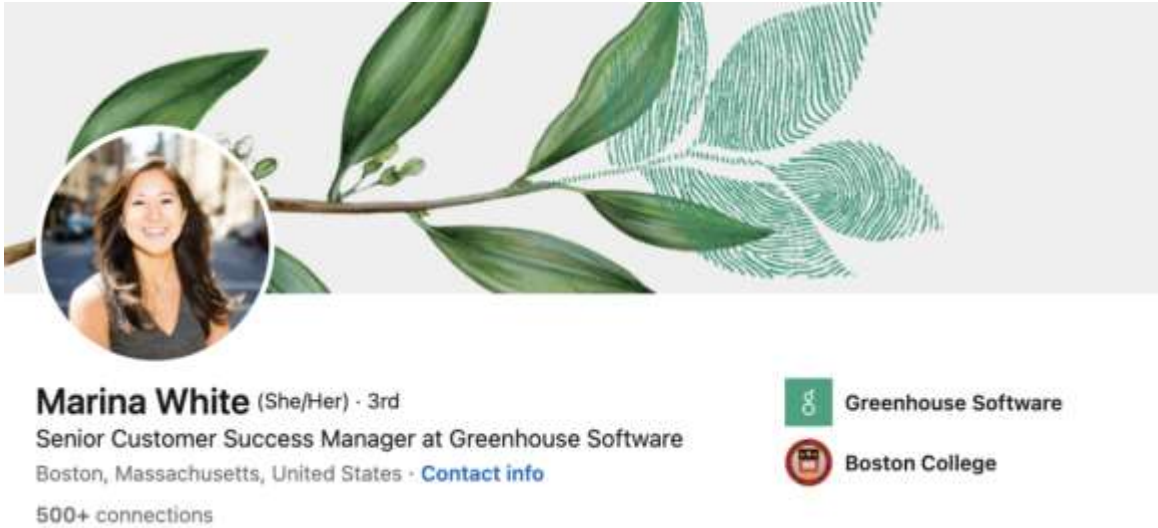 Marina White (She/Her) · 3rd
Senior Customer Success Manager at Greenhouse Software
Boston, Massachusetts, United States · Contact info
500+ connections
Greenhouse Software
Boston College